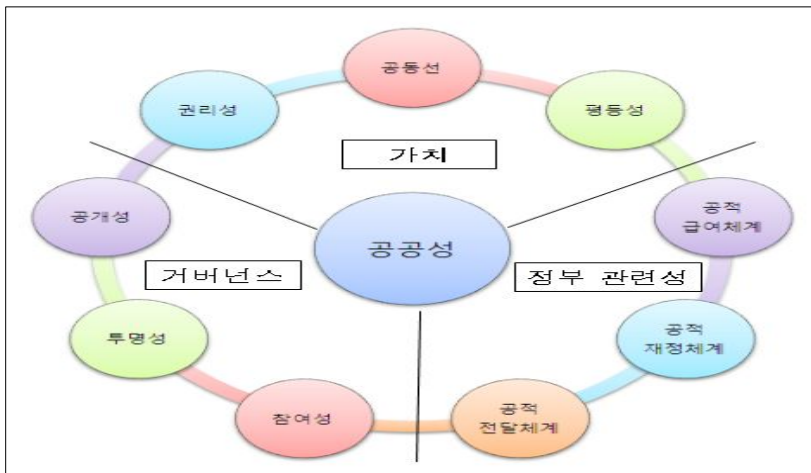 공동선
권리성
평등성
가치
공개성
공적
급여체계
공공성
거버넌스
정부 관련성
투명성
공적
재정체계
참여성
공적
전달체계